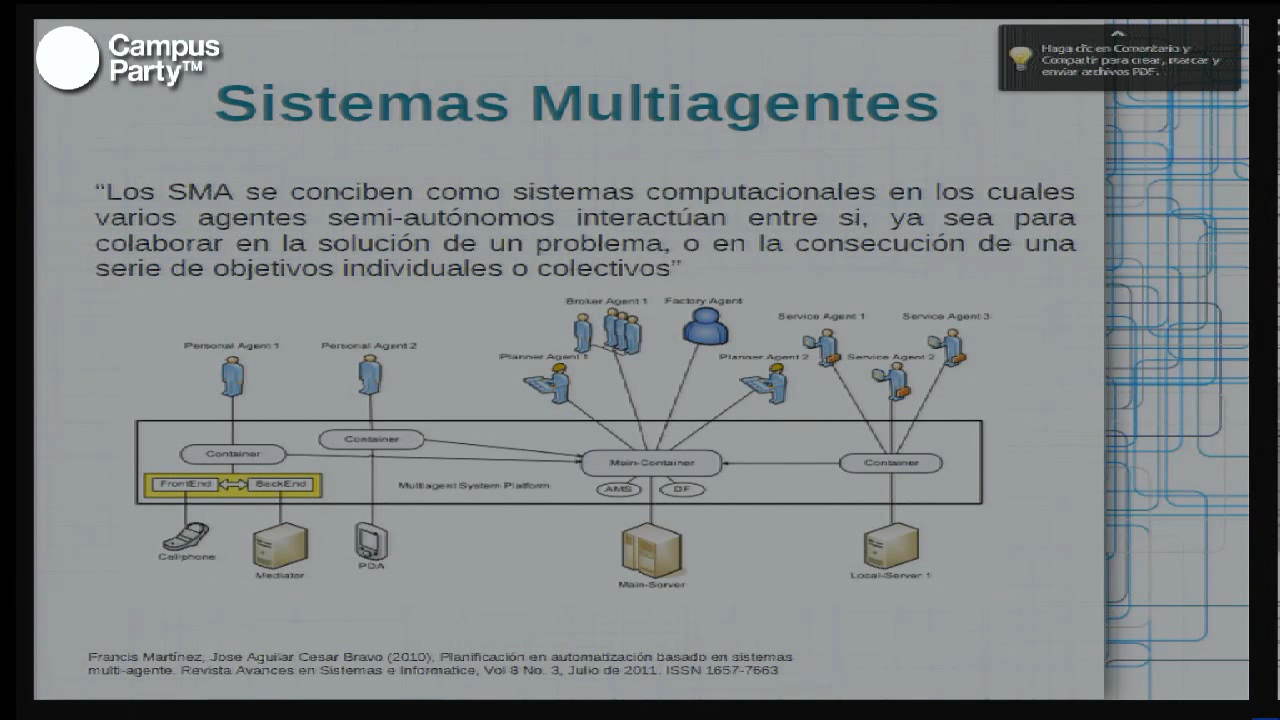 Campus
Party™
Haga clic en Comentario y
Compartir para crear, marcar y
enviar archivos PDF.
Sistemas Multiagentes
“Los SMA se conciben como sistemas computacionales en los cuales
varios agentes semi-autónomos interactúan entre si, ya sea para
colaborar en la solución de un problema, o en la consecución de una
serie de objetivos individuales o colectivos”
Broker Agent 1
Factory Agent
Service Agent 1
Service Agent 3
Personal Agent 1
Personal Agent 2
Planner Agent 1
Planner Agent 2
Service Agent 2
Container
Container
Main-Container
Container
FrontEnd
BackEnd
Multiagent System Platform
AMS
DF
Cellphone
Mediator
PDA
Main-Server
Local-Server 1
Francis Martínez, Jose Aguilar Cesar Bravo (2010), Planificación en automatización basado en sistemas
multi-agente. Revista Avances en Sistemas e Informatice, Vol 8 No. 3, Julio de 2011. ISSN 1657-7663